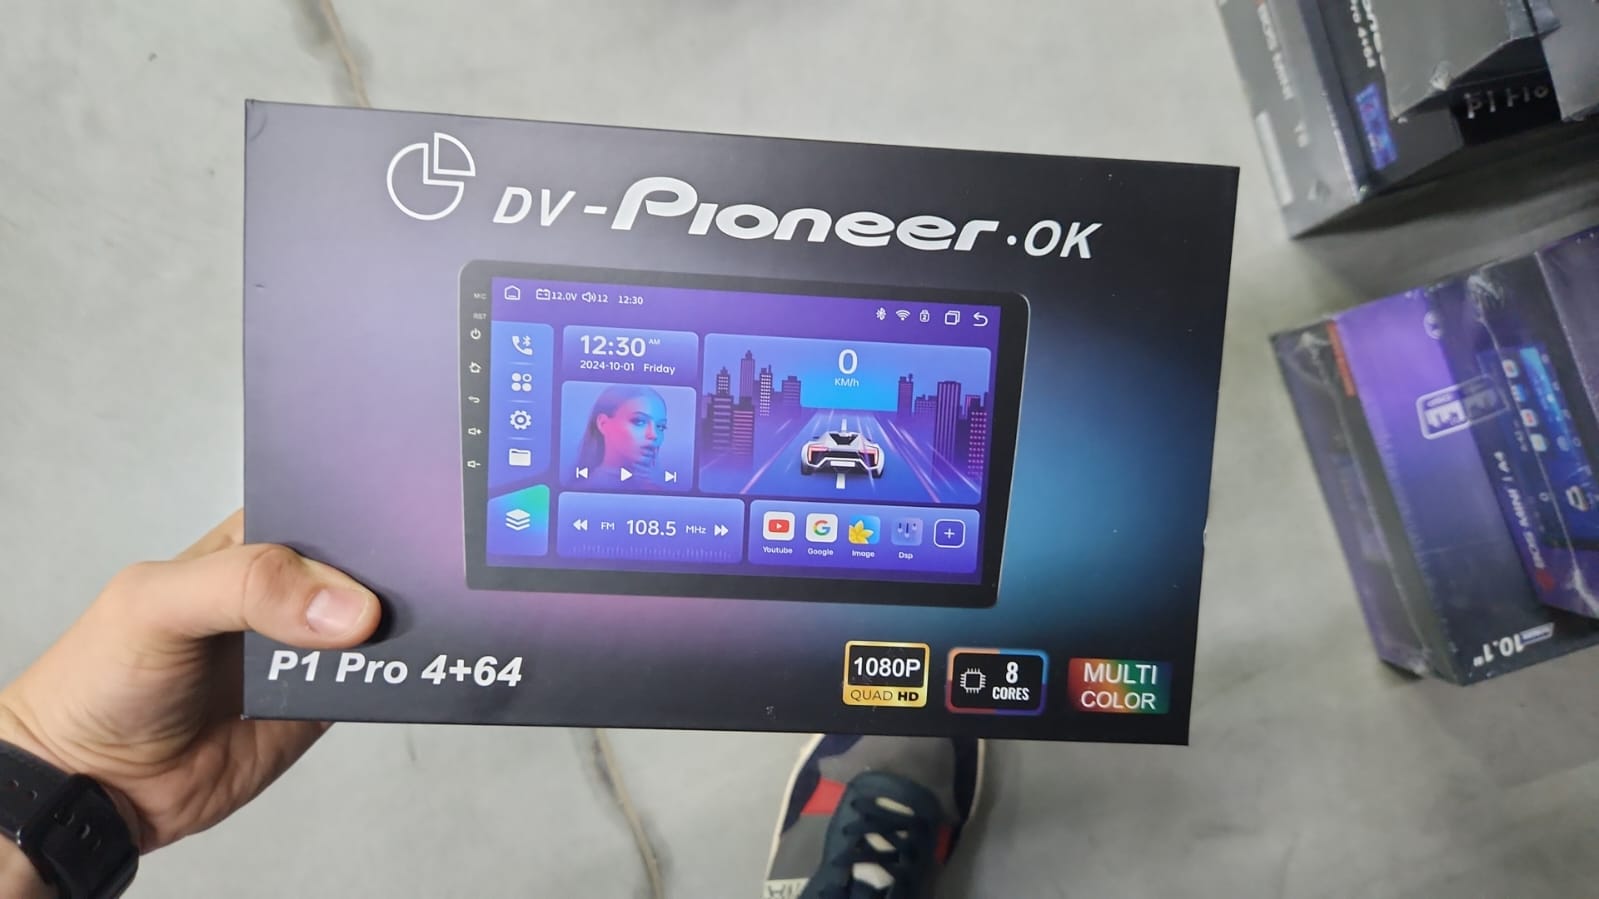 DV-Pioneer·OK
MIC
RST
12.0V 12 12:30
12:30 AM
2024-10-01 Friday
0
KM/h
FM 108.5 MHz
Youtube Google Image Dsp
P1 Pro 4+64
1080P
QUAD HD
8
CORES
MULTI
COLOR
10.1"